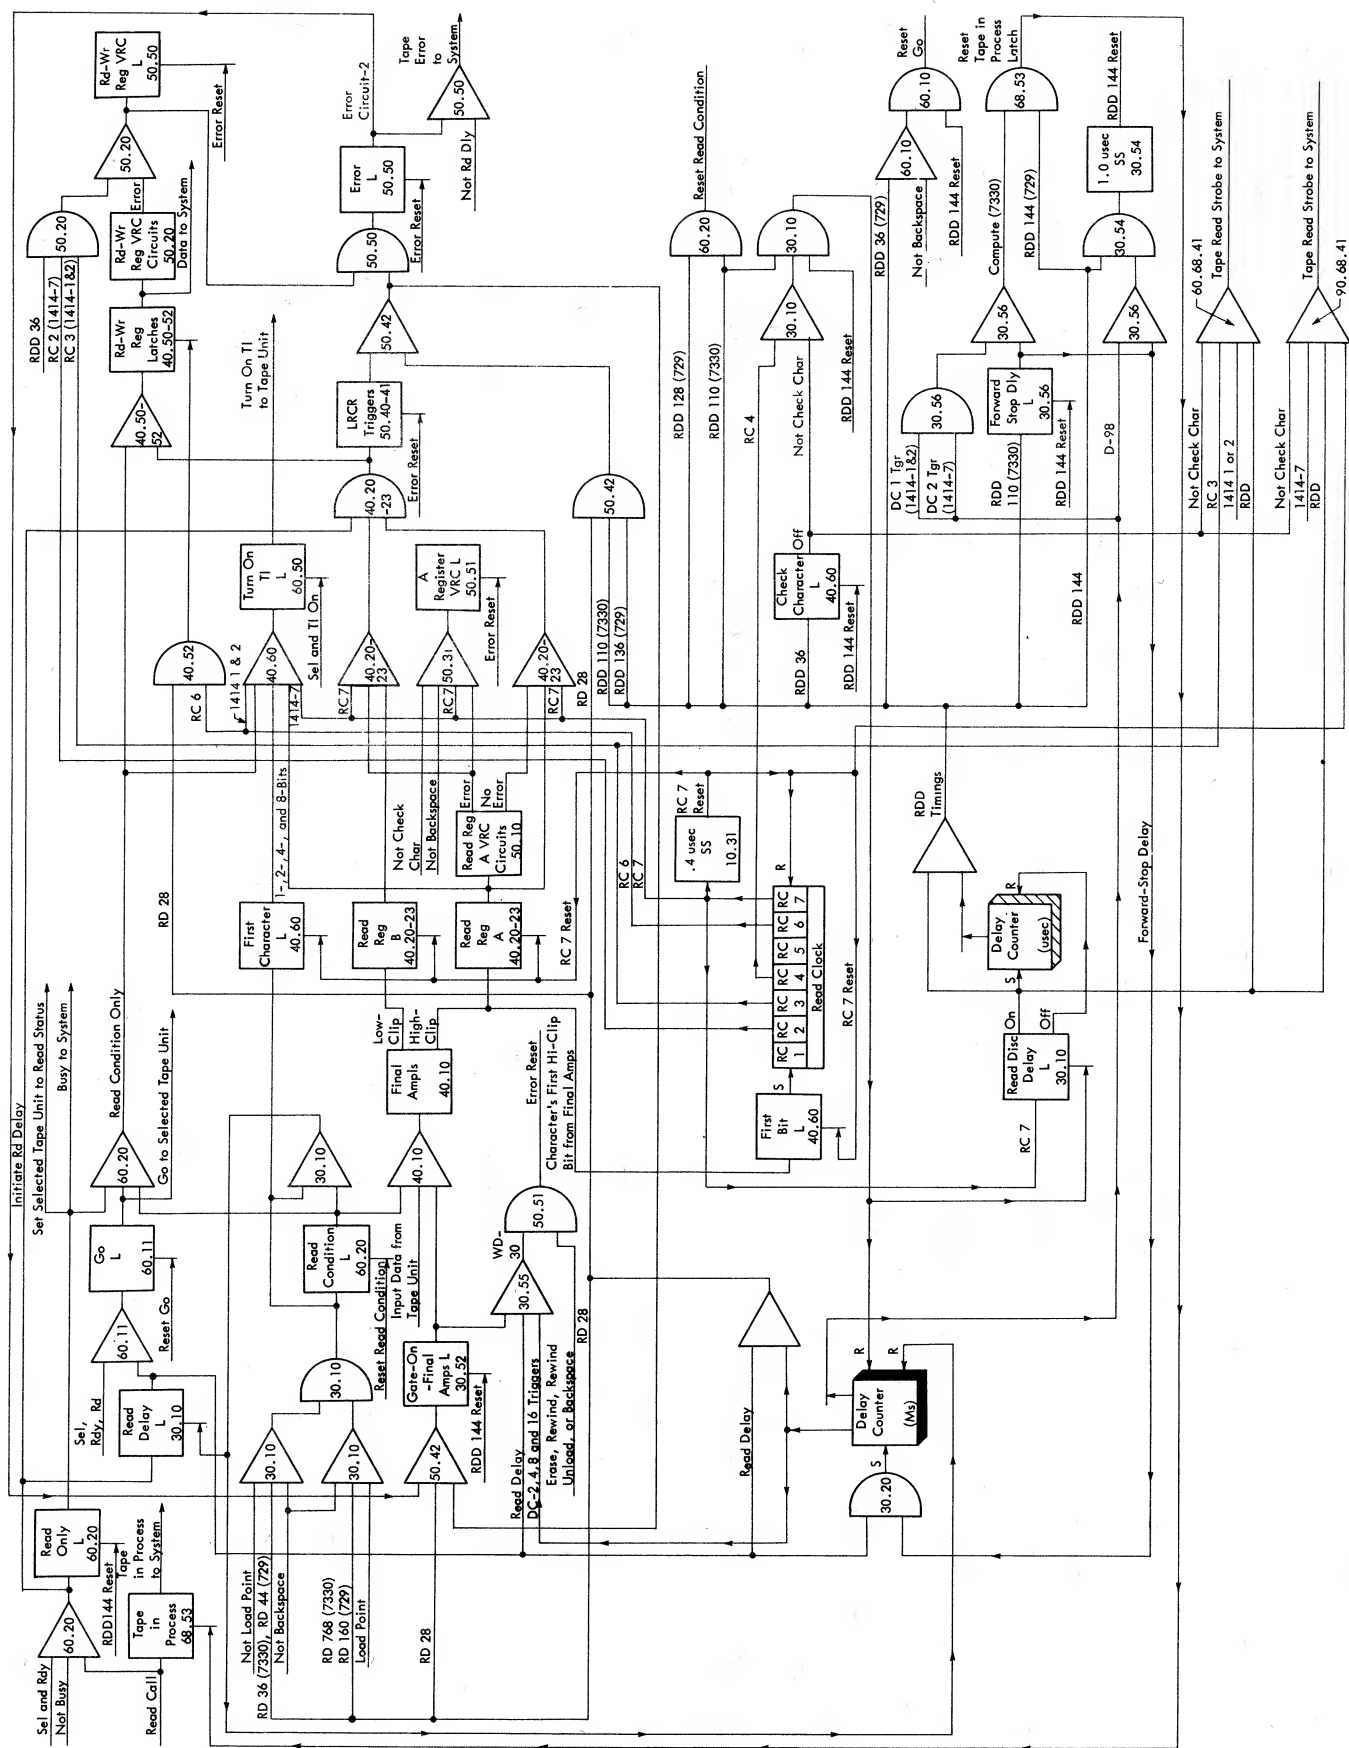 Initiate Rd Delay
Set Selected Tape Unit to Read Status
Busy to System
Read Condition Only
Go to Selected Tape Unit
Sel and Rdy
Not Busy
Read Call
60.20
Read
Only
L
60.20
RDD144 Reset
Tape
in Process
to System
Tape
in
Process
68.53
Sel,
Rdy, Rd
Read
Delay
L
30.10
60.11
Go
L
60.11
Reset Go
60.20
Not Load Point
RD 36 (7330), RD 44 (729)
Not Backspace
RD 768 (7330)
RD 160 (729)
Load Point
RD 28
30.10
30.10
30.10
Read
Condition
L
60.20
Reset Read Condition
30.10
Input Data from
Tape Unit
50.42
Gate-On
-Final
Amps L
30.52
RDD 144 Reset
40.10
Final
Ampls
40.10
Low-
Clip
High-
Clip
Read Delay
DC-2,4,8 and 16 Triggers
Erase, Rewind, Rewind
Unload, or Backspace
30.55
WD-
30
50.51
RD 28
Error Reset
Character's First Hi-Clip
Bit from Final Amps
RD 28
First
Character
L
40.60
1-,2-,4-, and 8-Bits
Read
Reg
B
40.20-23
Read
Reg
A
40.20-23
RC 7 Reset
Not Check
Char
Not Backspace
Read Reg
A VRC
Circuits
50.10
Error
No
Error
RC 6
1414 1 & 2
1414-7
RC 7
RC 7
RC 7
RD 28
40.52
40.60
40.20-
23
50.31
40.20-
23
Turn On
TI
L
60.50
Sel and TI On
A
Register
VRC L
50.51
Error Reset
Turn On TI
to Tape Unit
40.20
-23
LRCR
Triggers
50.40-41
Error Reset
40.50-
52
Rd-Wr
Reg
Latches
40.50-52
Data to System
Rd-Wr
Reg VRC
Circuits
50.20
Error
RDD 36
RC 2 (1414-7)
RC 3 (1414-1&2)
50.20
50.20
Rd-Wr
Reg VRC
L
50.50
Error Reset
50.42
50.50
Error
L
50.50
Error Reset
Error
Circuit-2
Not Rd Dly
50.50
Tape
Error
to
System
RDD 110 (7330)
RDD 136 (729)
50.42
First
Bit
L
40.60
S
RC
1
RC
2
RC
3
RC
4
RC
5
RC
6
RC
7
Read Clock
R
RC 7 Reset
RC 6
RC 7
.4 usec
SS
10.31
RC 7
Reset
RDD 128 (729)
RDD 110 (7330)
60.20
Reset Read Condition
RC 4
Not Check Char
30.10
30.10
RDD 144 Reset
RDD 36
Check
Character
L
40.60
Off
RDD 144 Reset
RDD 36 (729)
Not Backspace
60.10
60.10
RDD 144 Reset
Reset
Go
DC 1 Tgr
(1414-1&2)
DC 2 Tgr
(1414-7)
30.56
RDD
110 (7330)
Forward
Stop Dly
L
30.56
RDD 144 Reset
30.56
Compute (7330)
RDD 144 (729)
68.53
Reset
Tape in
Process
Latch
D-98
30.56
RDD 144
30.54
1.0 usec
SS
30.54
RDD 144 Reset
Not Check Char
RC 3
1414 1 or 2
RDD
60.68.41
Tape Read Strobe to System
Not Check Char
1414-7
RDD
90.68.41
Tape Read Strobe to System
RC 7
Read Disc
Delay
L
30.10
On
Off
S
Delay
Counter
(usec)
R
RDD
Timings
Forward-Stop Delay
Read Delay
30.20
S
Delay
Counter
(Ms)
R
R